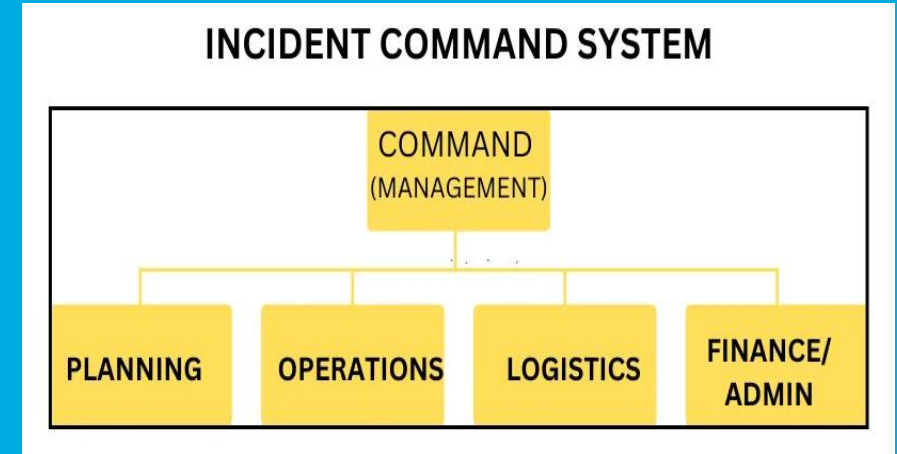 INCIDENT COMMAND SYSTEM
COMMAND
(MANAGEMENT)
PLANNING
OPERATIONS
LOGISTICS
FINANCE/
ADMIN